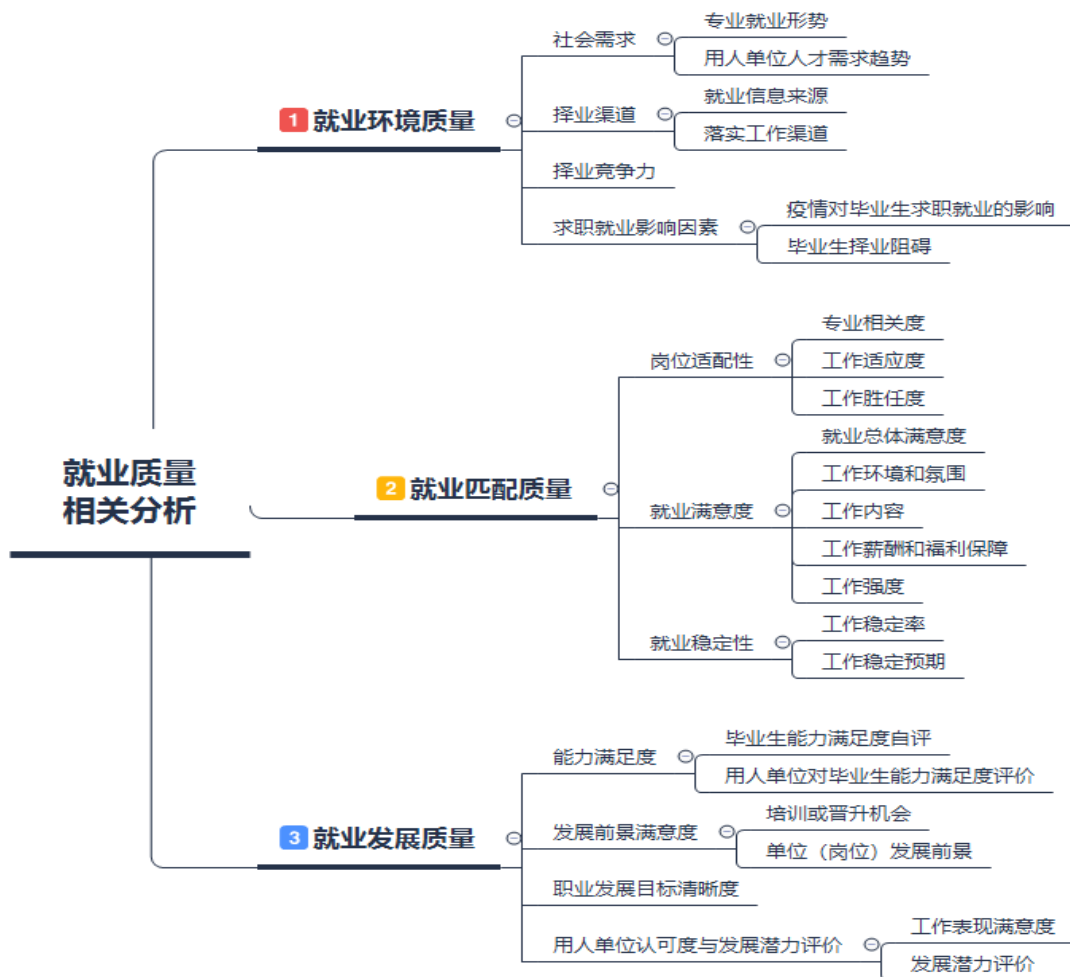 就业质量
相关分析
1 就业环境质量
社会需求
专业就业形势
用人单位人才需求趋势
择业渠道
就业信息来源
落实工作渠道
择业竞争力
求职就业影响因素
疫情对毕业生求职就业的影响
毕业生择业阻碍
2 就业匹配质量
岗位适配性
专业相关度
工作适应度
工作胜任度
就业满意度
就业总体满意度
工作环境和氛围
工作内容
工作薪酬和福利保障
工作强度
就业稳定性
工作稳定率
工作稳定预期
3 就业发展质量
能力满足度
毕业生能力满足度自评
用人单位对毕业生能力满足度评价
发展前景满意度
培训或晋升机会
单位（岗位）发展前景
职业发展目标清晰度
用人单位认可度与发展潜力评价
工作表现满意度
发展潜力评价